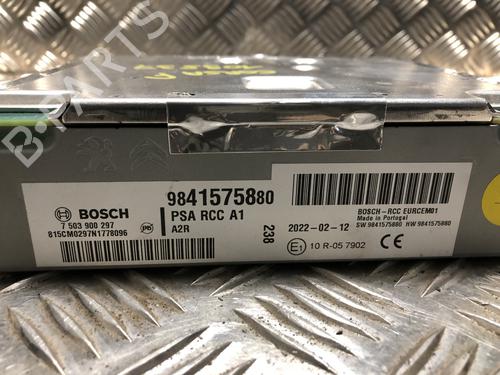 B-PARTS
BOSCH
7 503 900 297
815CM0297N1778096
9841575880
PSA RCC A1
A2R
238
2022-02-12
E1 10 R-05 7902
BOSCH-RCC EURCEM01
Made in Portugal
SW 9841575880 HW 9841575880
CE